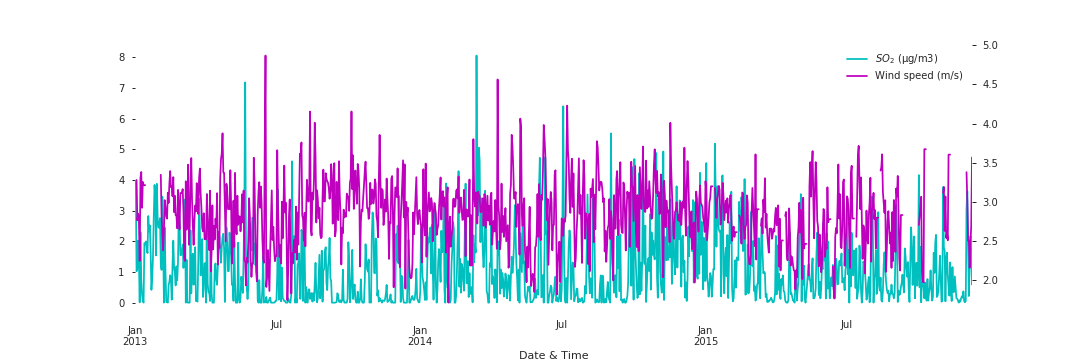 8
7
6
5
4
3
2
1
0
5.0
4.5
4.0
3.5
3.0
2.5
2.0
SO₂ (μg/m3)
Wind speed (m/s)
Jan
2013
Jul
Jan
2014
Jul
Jan
2015
Jul
Date & Time